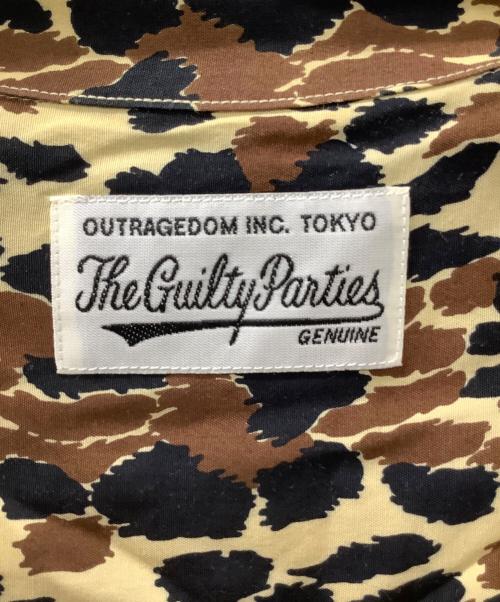 OUTRAGEDOM INC. TOKYO
The Guilty Parties
GENUINE